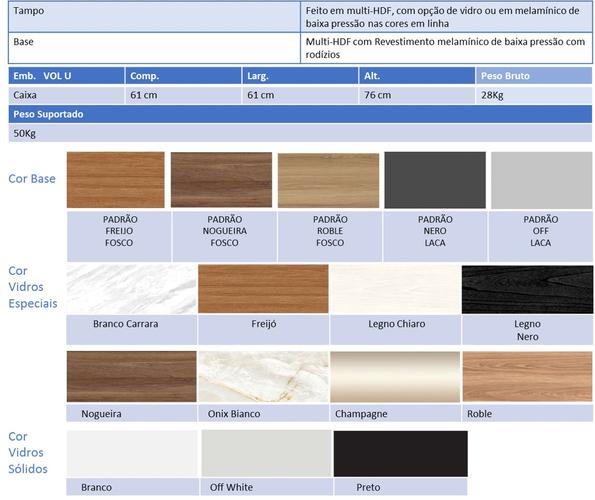 Tampo
Feito em multi-HDF, com opção de vidro ou em melamínico de
baixa pressão nas cores em linha
Base
Multi-HDF com Revestimento melamínico de baixa pressão com
rodízios
Emb. VOL U Comp. Larg. Alt. Peso Bruto
Caixa 61 cm 61 cm 76 cm 28Kg
Peso Suportado
50Kg
Cor Base
PADRÃO
FREIJO
FOSCO
PADRÃO
NOGUEIRA
FOSCO
PADRÃO
ROBLE
FOSCO
PADRÃO
NERO
LACA
PADRÃO
OFF
LACA
Cor
Vidros
Especiais
Branco Carrara
Freijó
Legno Chiaro
Legno
Nero
Nogueira
Onix Bianco
Champagne
Roble
Cor
Vidros
Sólidos
Branco
Off White
Preto